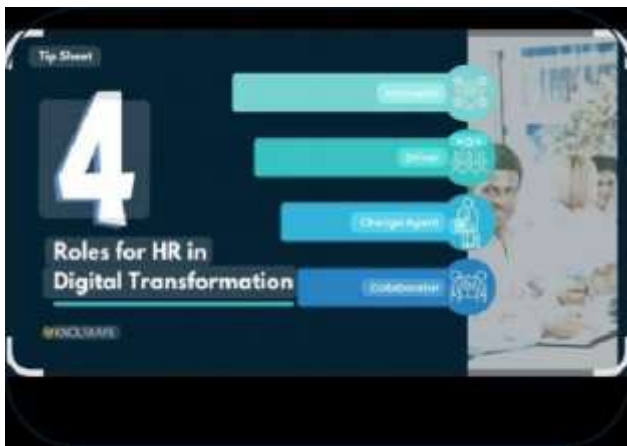 Tip Sheet
4
Roles for HR in
Digital Transformation
Driver
Change Agent
Collaborator